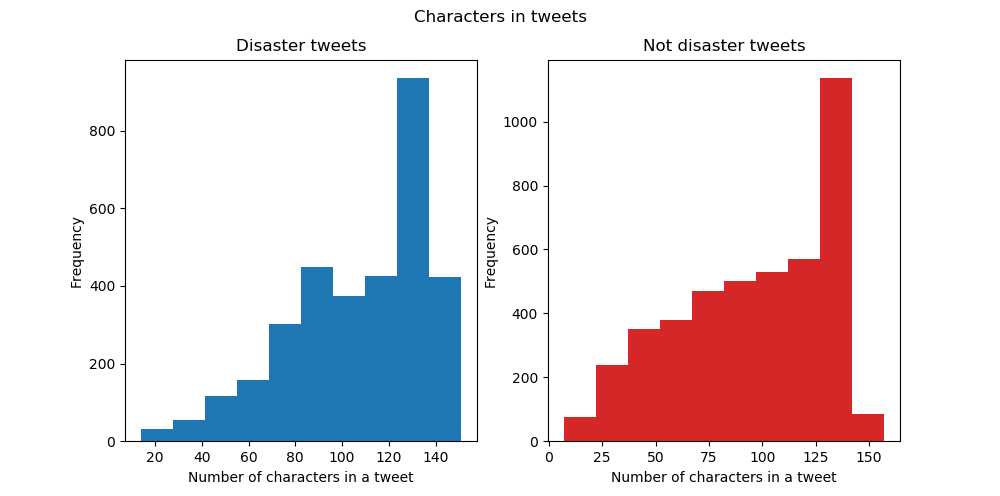 Characters in tweets
Disaster tweets
Frequency
0
200
400
600
800
20 40 60 80 100 120 140
Number of characters in a tweet
Not disaster tweets
Frequency
0
200
400
600
800
1000
0 25 50 75 100 125 150
Number of characters in a tweet